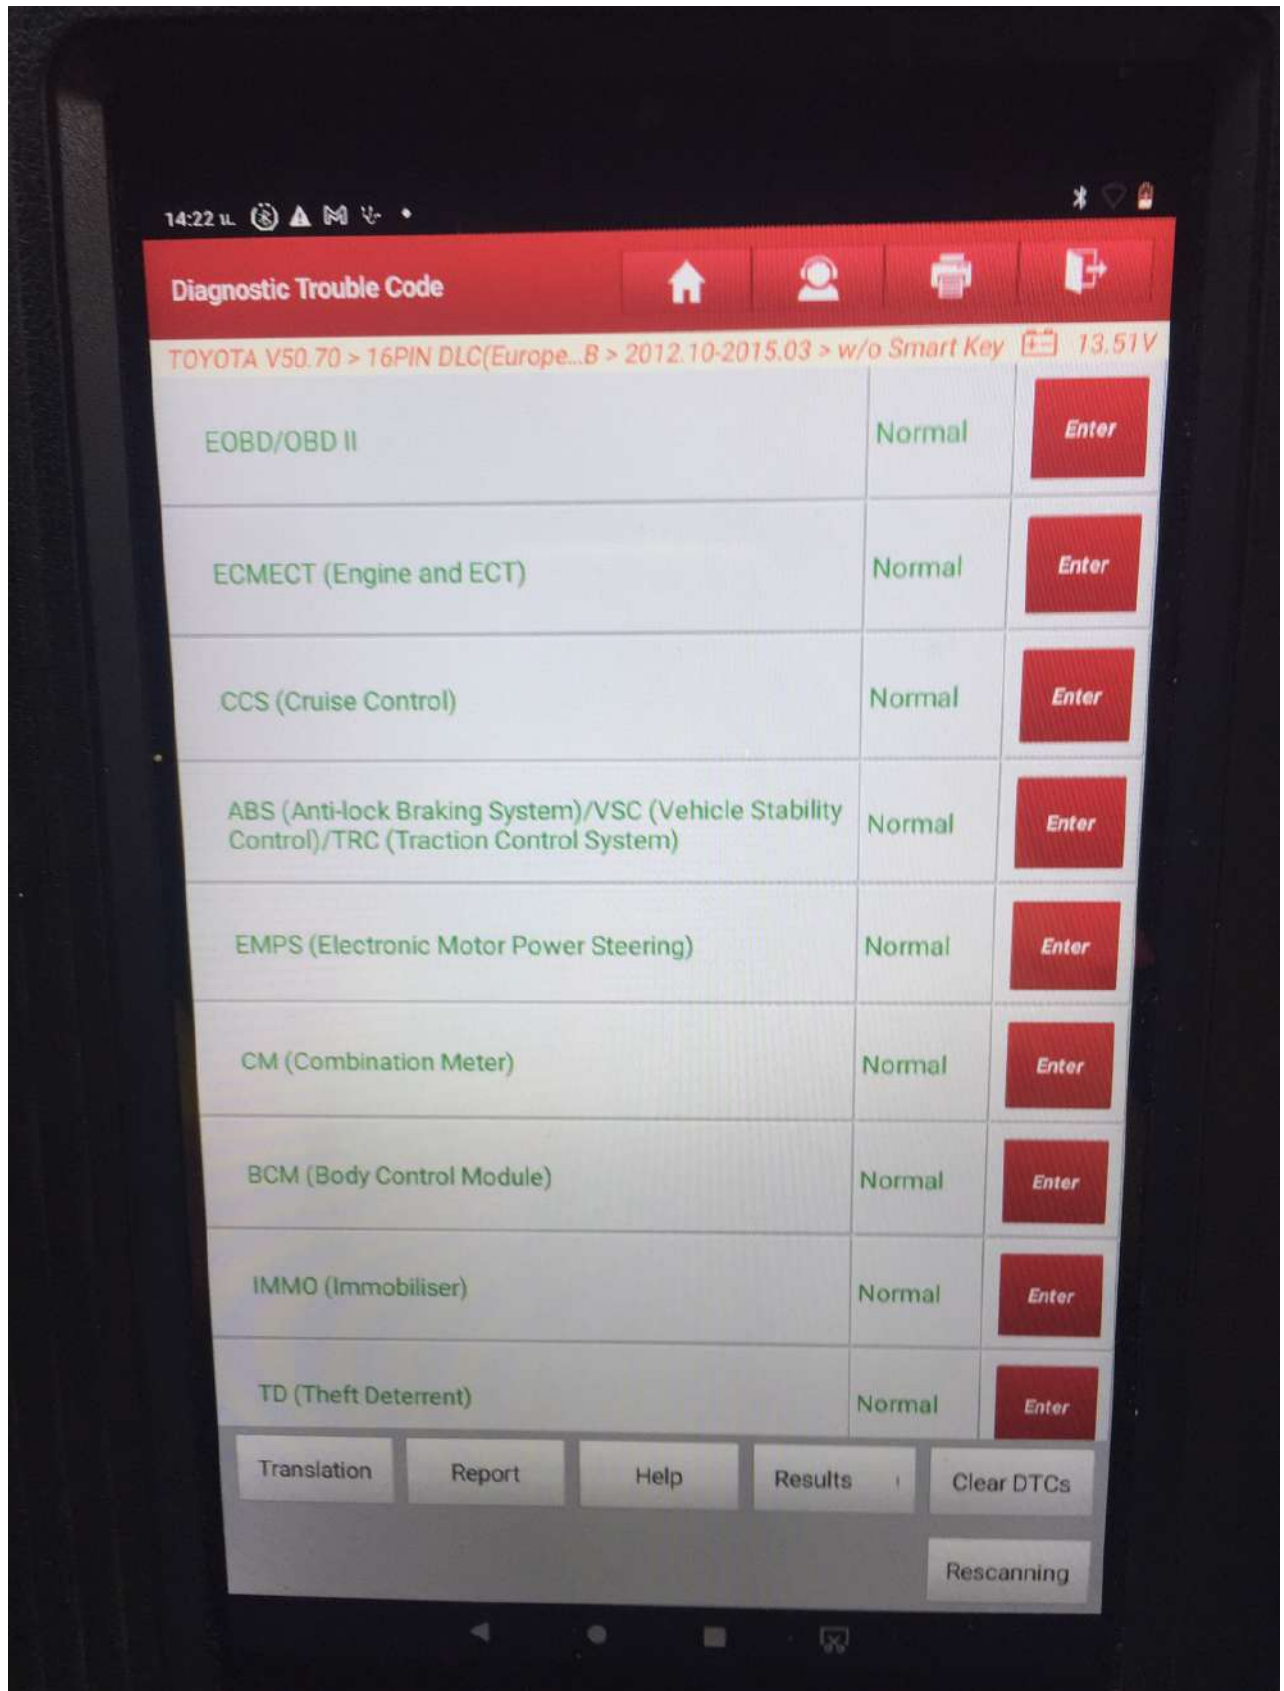 14:22 น.
Diagnostic Trouble Code
TOYOTA V50.70 > 16PIN DLC(Europe...B > 2012.10-2015.03 > w/o Smart Key 13.51V
EOBD/OBD II Normal Enter
ECMECT (Engine and ECT) Normal Enter
CCS (Cruise Control) Normal Enter
ABS (Anti-lock Braking System)/VSC (Vehicle Stability
Control)/TRC (Traction Control System) Normal Enter
EMPS (Electronic Motor Power Steering) Normal Enter
CM (Combination Meter) Normal Enter
BCM (Body Control Module) Normal Enter
IMMO (Immobiliser) Normal Enter
TD (Theft Deterrent) Normal Enter
Translation Report Help Results Clear DTCs
Rescanning